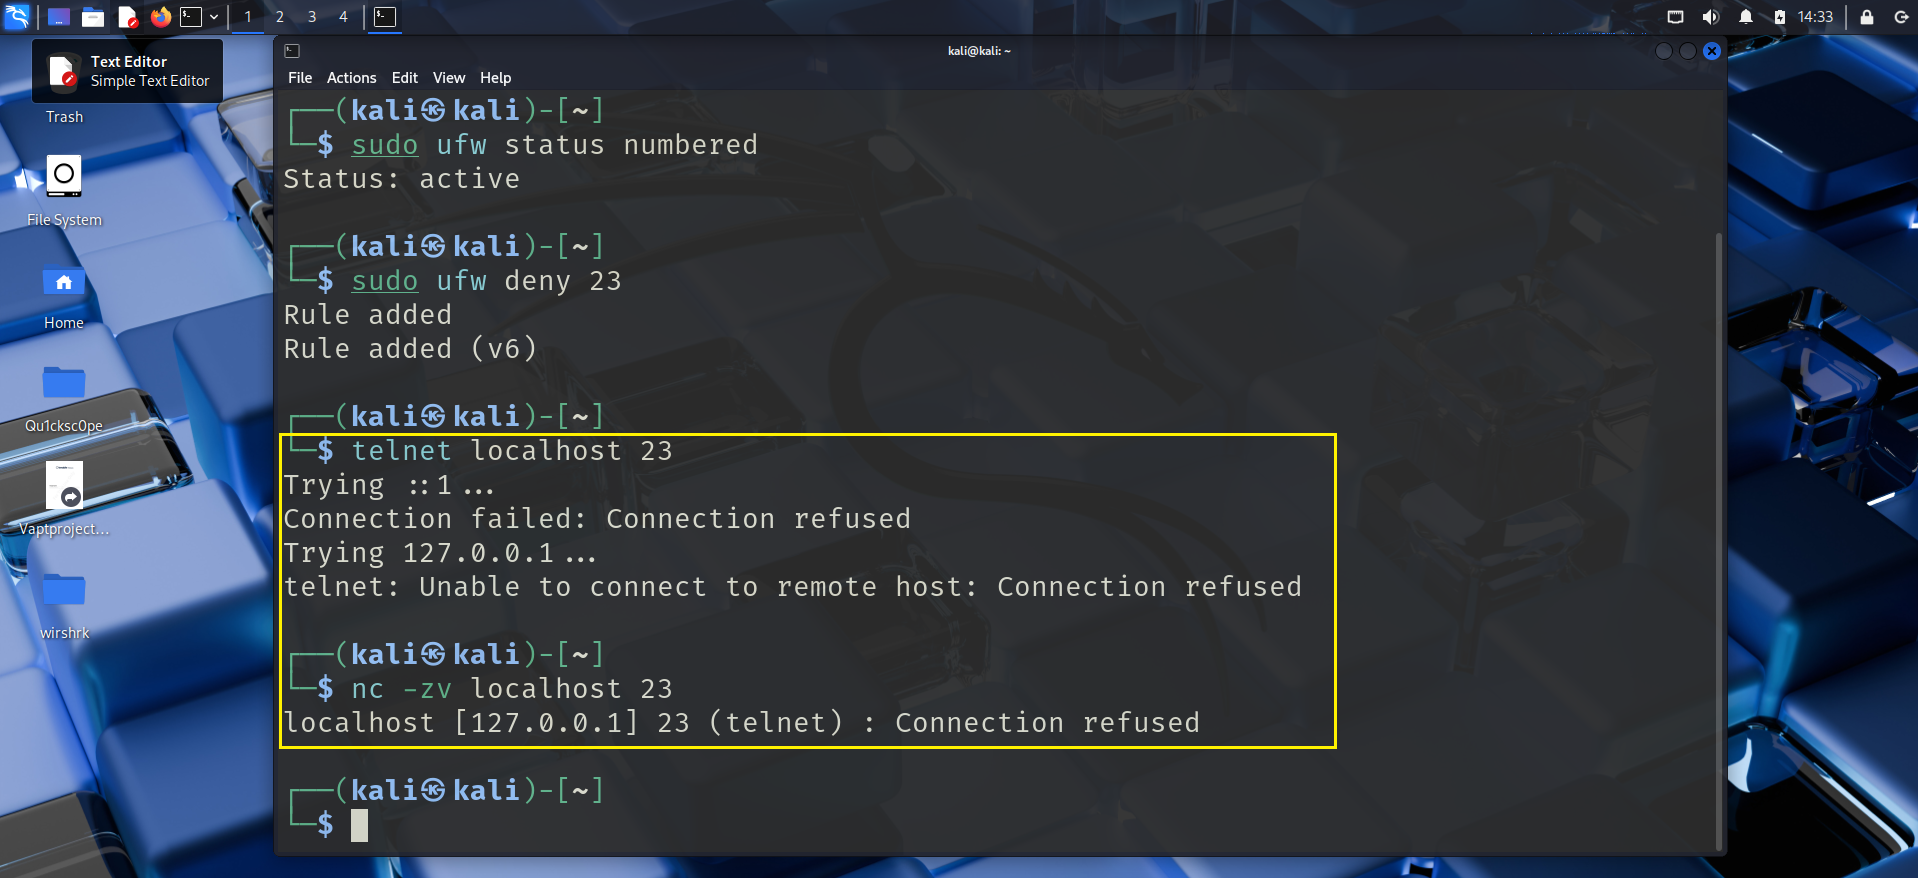 1 2 3 4
14:33
Text Editor
Simple Text Editor
Trash
File System
Home
Qu1cksc0pe
Vaptproject...
wirshrk
kali@kali: ~
File Actions Edit View Help
┌──(kali㉿kali)-[~]
└─$ sudo ufw status numbered
Status: active
┌──(kali㉿kali)-[~]
└─$ sudo ufw deny 23
Rule added
Rule added (v6)
┌──(kali㉿kali)-[~]
└─$ telnet localhost 23
Trying ::1...
Connection failed: Connection refused
Trying 127.0.0.1...
telnet: Unable to connect to remote host: Connection refused
┌──(kali㉿kali)-[~]
└─$ nc -zv localhost 23
localhost [127.0.0.1] 23 (telnet) : Connection refused
┌──(kali㉿kali)-[~]
└─$